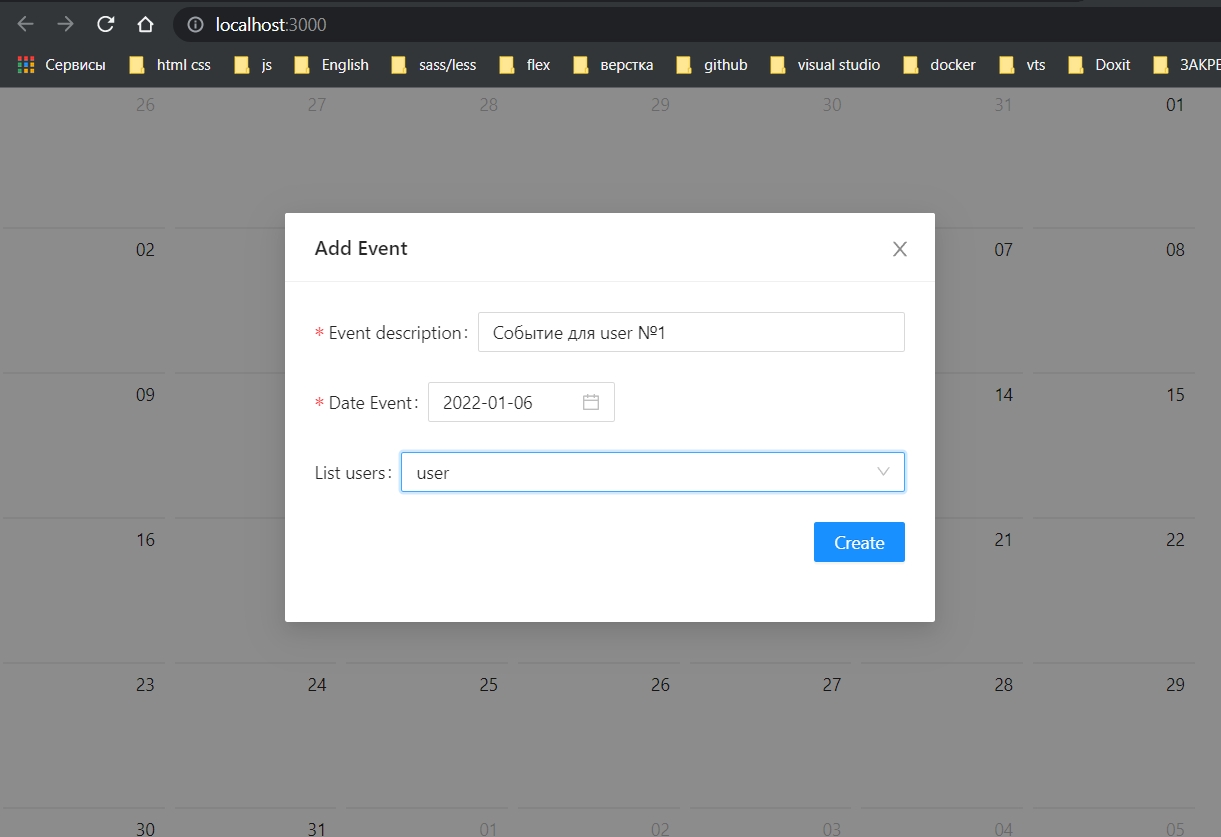 localhost:3000
Сервисы html css js English sass/less flex верстка github visual studio docker vts Doxit ЗАКРЕ
26 27 28 29 30 31 01
Add Event
02 07 08
* Event description: Событие для user №1
09 14 15
* Date Event: 2022-01-06
List users: user
16 21 22
Create
23 24 25 26 27 28 29
30 31 01 02 03 04 05